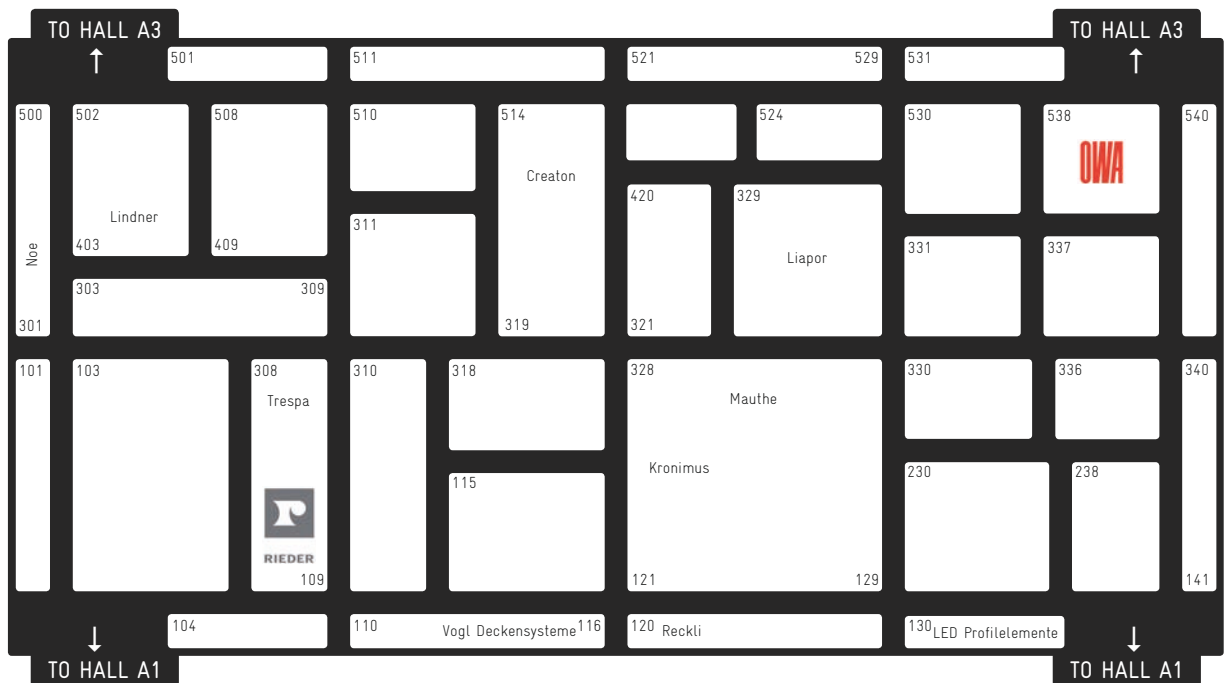 TO HALL A3
TO HALL A3
501
511
521
529
531
500
502
508
510
514
524
530
538
540
OWA
Creaton
420
329
Lindner
311
403
409
331
337
Noe
Liapor
303
309
301
319
321
101
103
308
310
318
328
330
336
340
Trespa
Mauthe
Kronimus
115
230
238
RIEDER
109
121
129
141
104
110
Vogl Deckensysteme
116
120
Reckli
130
LED Profilelemente
TO HALL A1
TO HALL A1